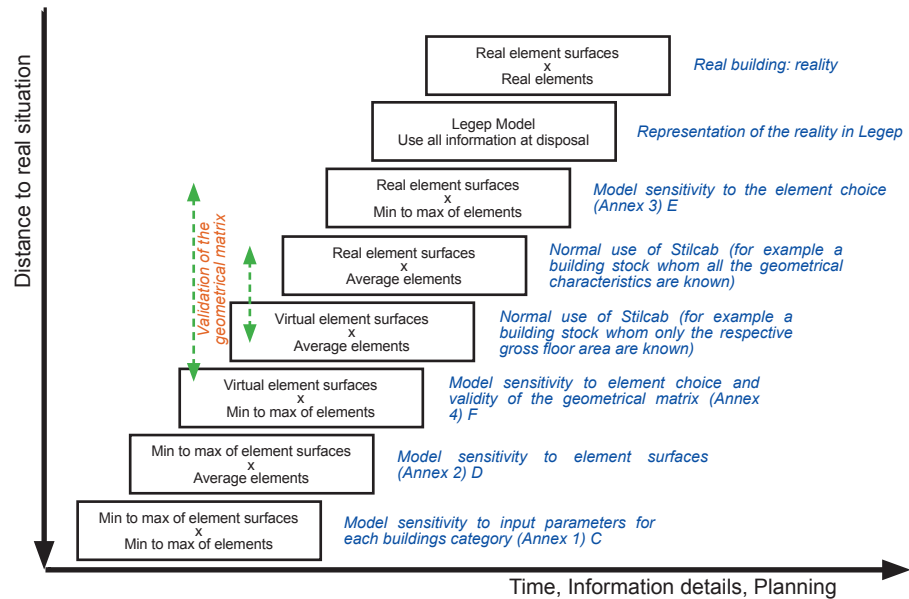 Distance to real situation
Real element surfaces
x
Real elements
Real building: reality
Legep Model
Use all information at disposal
Representation of the reality in Legep
Real element surfaces
x
Min to max of elements
Model sensitivity to the element choice
(Annex 3) E
Validation of the
geometrical matrix
Real element surfaces
x
Average elements
Normal use of Stilcab (for example a
building stock whom all the geometrical
characteristics are known)
Virtual element surfaces
x
Average elements
Normal use of Stilcab (for example a
building stock whom only the respective
gross floor area are known)
Virtual element surfaces
x
Min to max of elements
Model sensitivity to element choice and
validity of the geometrical matrix (Annex
4) F
Min to max of element surfaces
x
Average elements
Model sensitivity to element surfaces
(Annex 2) D
Min to max of element surfaces
x
Min to max of elements
Model sensitivity to input parameters for
each buildings category (Annex 1) C
Time, Information details, Planning